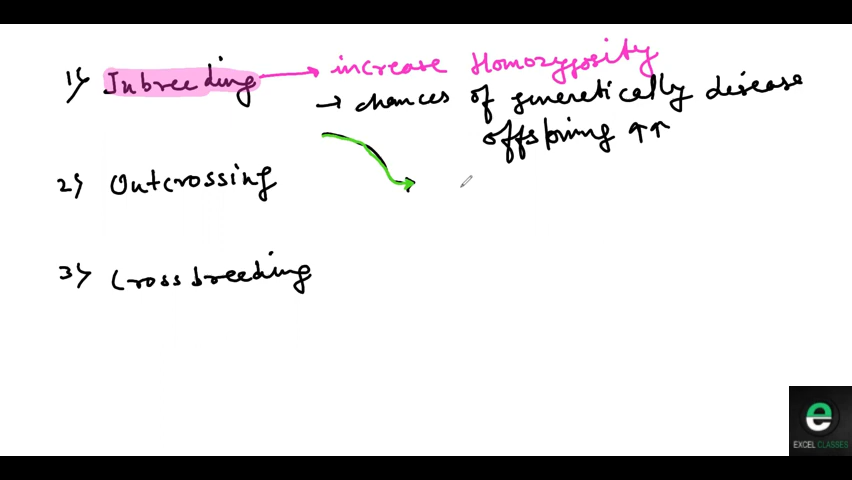 1) Inbreeding → increase Homozygosity
→ chances of generetically disease
offspring ↑↑
2) Outcrossing
3) Crossbreeding
e
EXCEL CLASSES